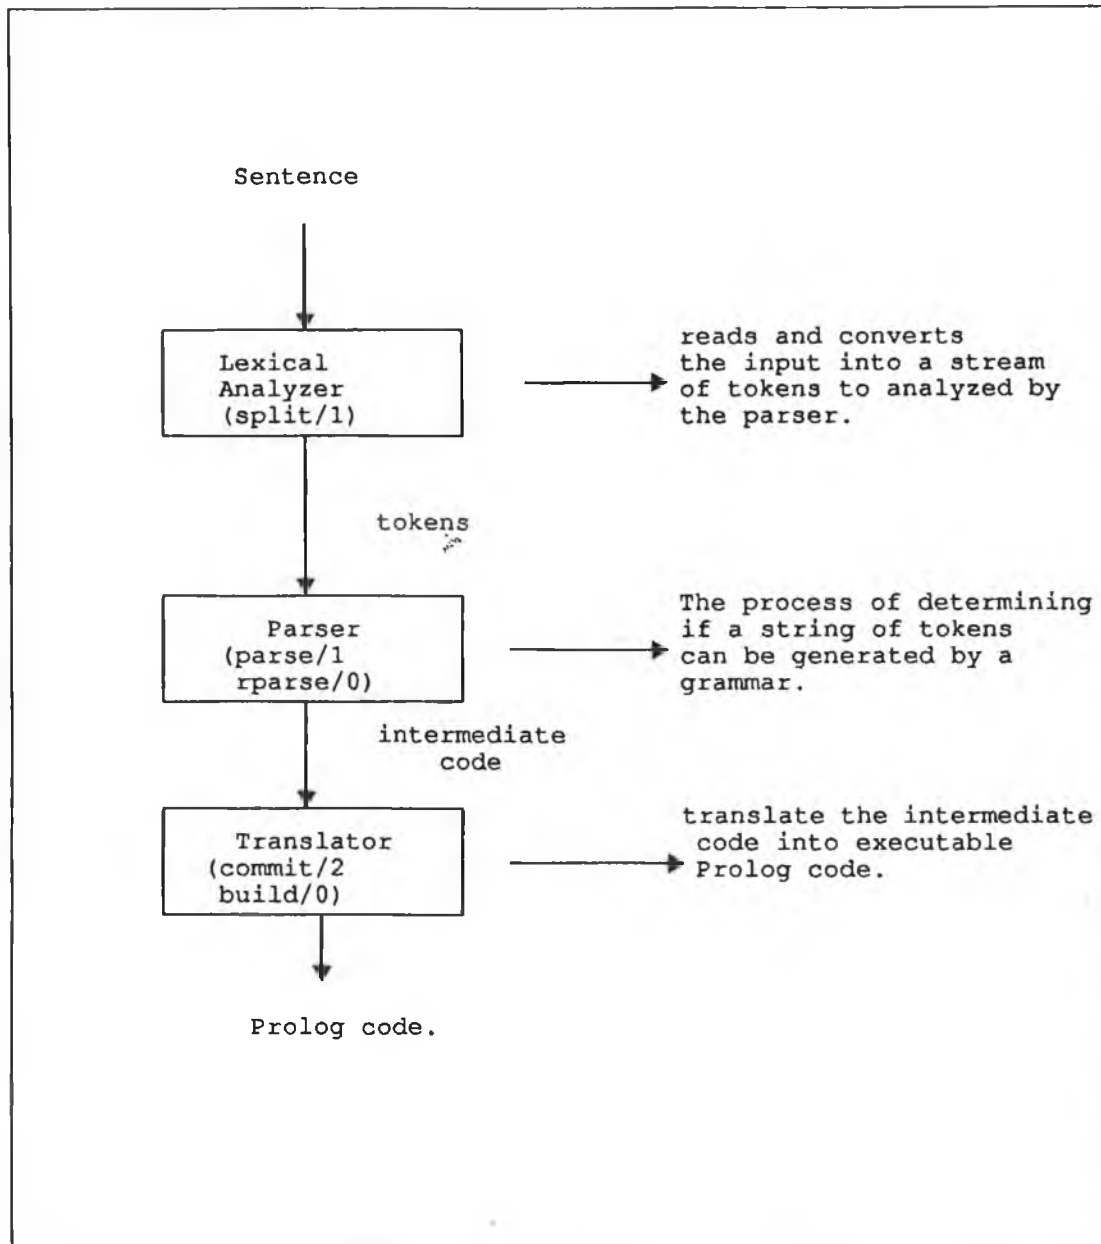 Sentence
Lexical
Analyzer
(split/1)
reads and converts
the input into a stream
of tokens to analyzed by
the parser.
tokens
Parser
(parse/1
rparse/0)
The process of determining
if a string of tokens
can be generated by a
grammar.
intermediate
code
Translator
(commit/2
build/0)
translate the intermediate
code into executable
Prolog code.
Prolog code.